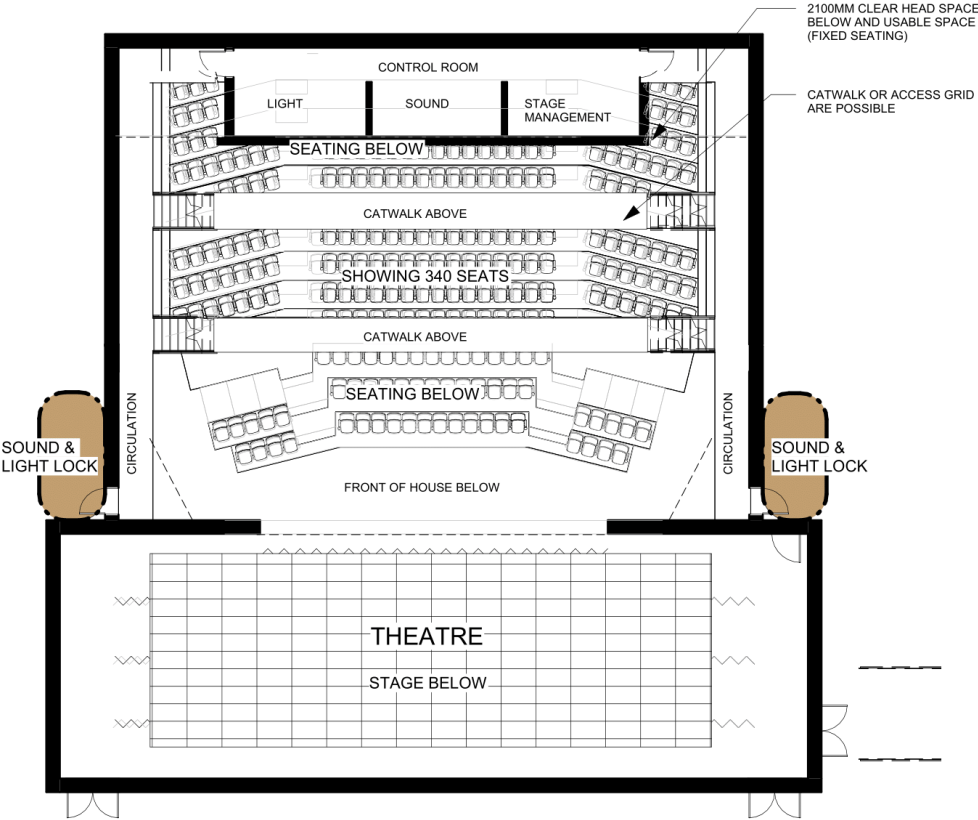 2100MM CLEAR HEAD SPACE
BELOW AND USABLE SPACE
(FIXED SEATING)
CONTROL ROOM
LIGHT
SOUND
STAGE
MANAGEMENT
CATWALK OR ACCESS GRID
ARE POSSIBLE
SEATING BELOW
CATWALK ABOVE
SHOWING 340 SEATS
CATWALK ABOVE
SEATING BELOW
CIRCULATION
CIRCULATION
SOUND &
LIGHT LOCK
SOUND &
LIGHT LOCK
FRONT OF HOUSE BELOW
THEATRE
STAGE BELOW